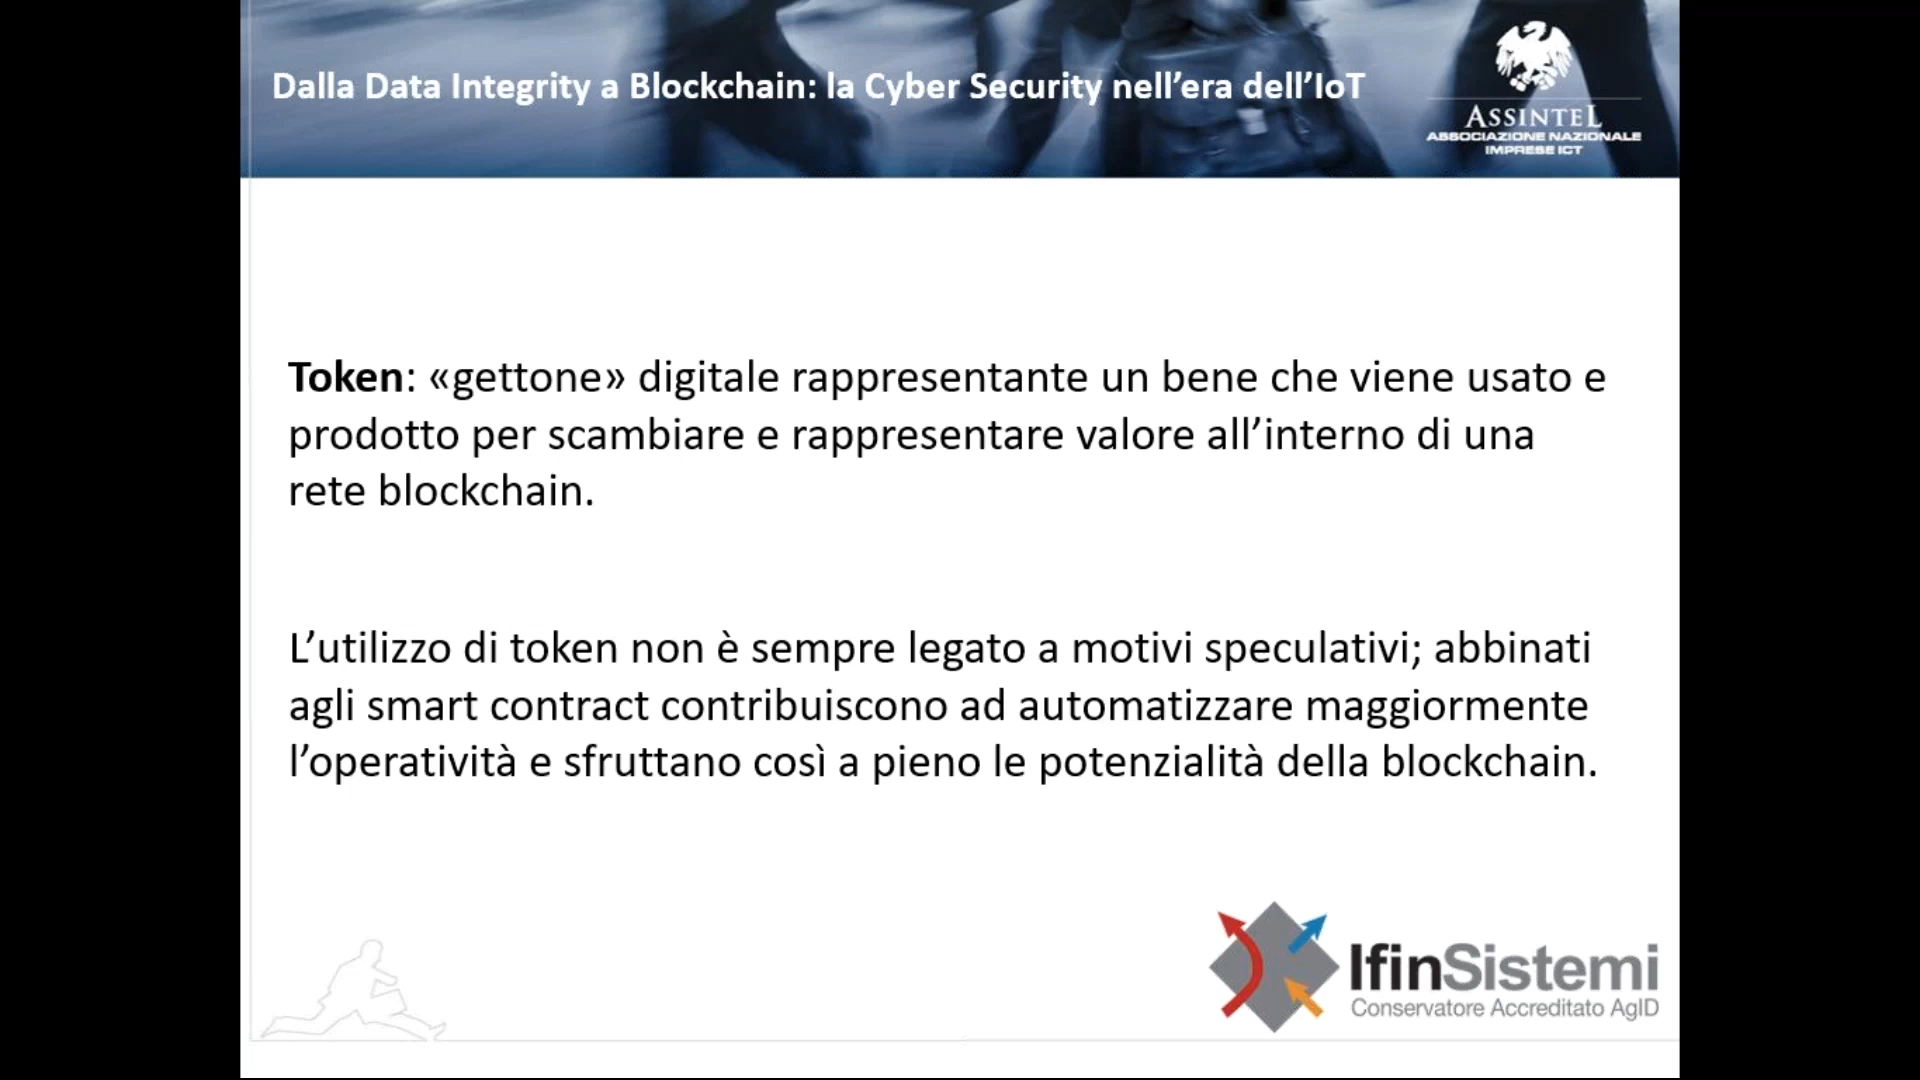 Dalla Data Integrity a Blockchain: la Cyber Security nell’era dell’IoT
ASSINTEL
ASSOCIAZIONE NAZIONALE
IMPRESE ICT
Token: «gettone» digitale rappresentante un bene che viene usato e
prodotto per scambiare e rappresentare valore all’interno di una
rete blockchain.
L’utilizzo di token non è sempre legato a motivi speculativi; abbinati
agli smart contract contribuiscono ad automatizzare maggiormente
l’operatività e sfruttano così a pieno le potenzialità della blockchain.
IfinSistemi
Conservatore Accreditato AgID